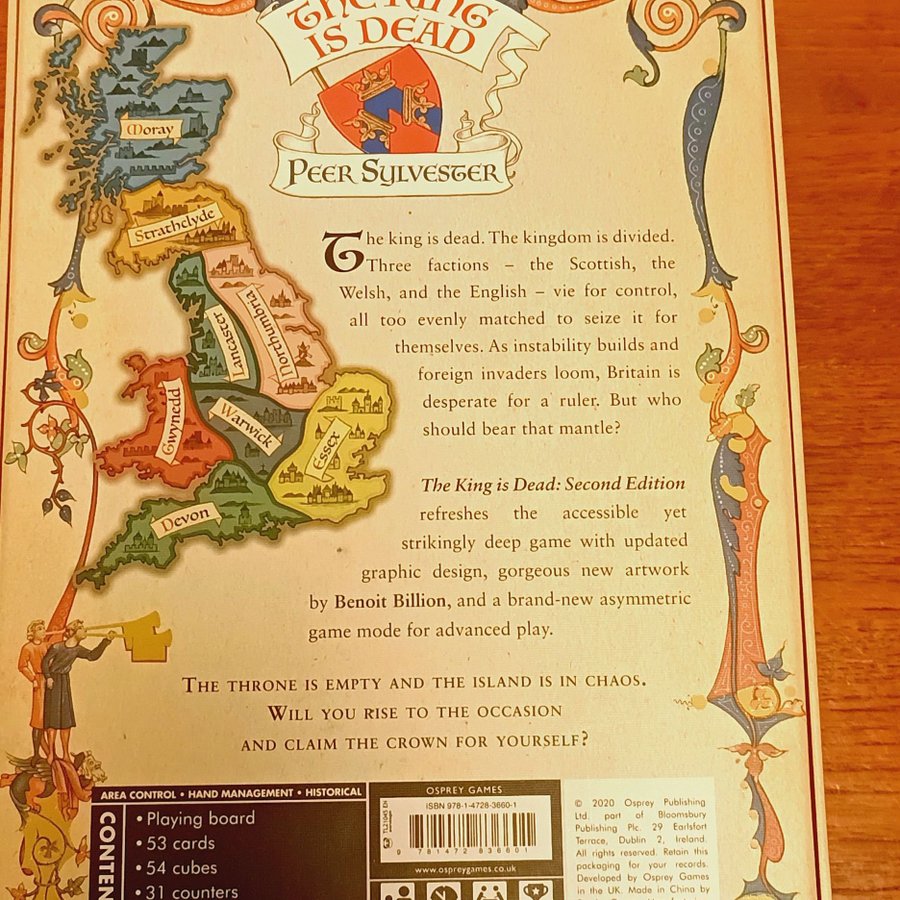 THE KING
IS DEAD
PEER SYLVESTER
Moray
Strathclyde
Lancaster
Northumbria
Gwynedd
Warwick
Essex
Devon
The king is dead. The kingdom is divided.
Three factions – the Scottish, the
Welsh, and the English – vie for control,
all too evenly matched to seize it for
themselves. As instability builds and
foreign invaders loom, Britain is
desperate for a ruler. But who
should bear that mantle?
The King is Dead: Second Edition
refreshes the accessible yet
strikingly deep game with updated
graphic design, gorgeous new artwork
by Benoit Billion, and a brand-new asymmetric
game mode for advanced play.
THE THRONE IS EMPTY AND THE ISLAND IS IN CHAOS.
WILL YOU RISE TO THE OCCASION
AND CLAIM THE CROWN FOR YOURSELF?
AREA CONTROL • HAND MANAGEMENT • HISTORICAL
CONTEN
• Playing board
• 53 cards
• 54 cubes
• 31 counters
OSPREY GAMES
ISBN 978-1-4728-3660-1
9 781472 836601
www.ospreygames.co.uk
© 2020 Osprey Publishing
Ltd. part of Bloomsbury
Publishing Plc. 29 Earlsfort
Terrace, Dublin 2, Ireland.
All rights reserved. Retain this
packaging for your records.
Developed by Osprey Games
in the UK. Made in China by